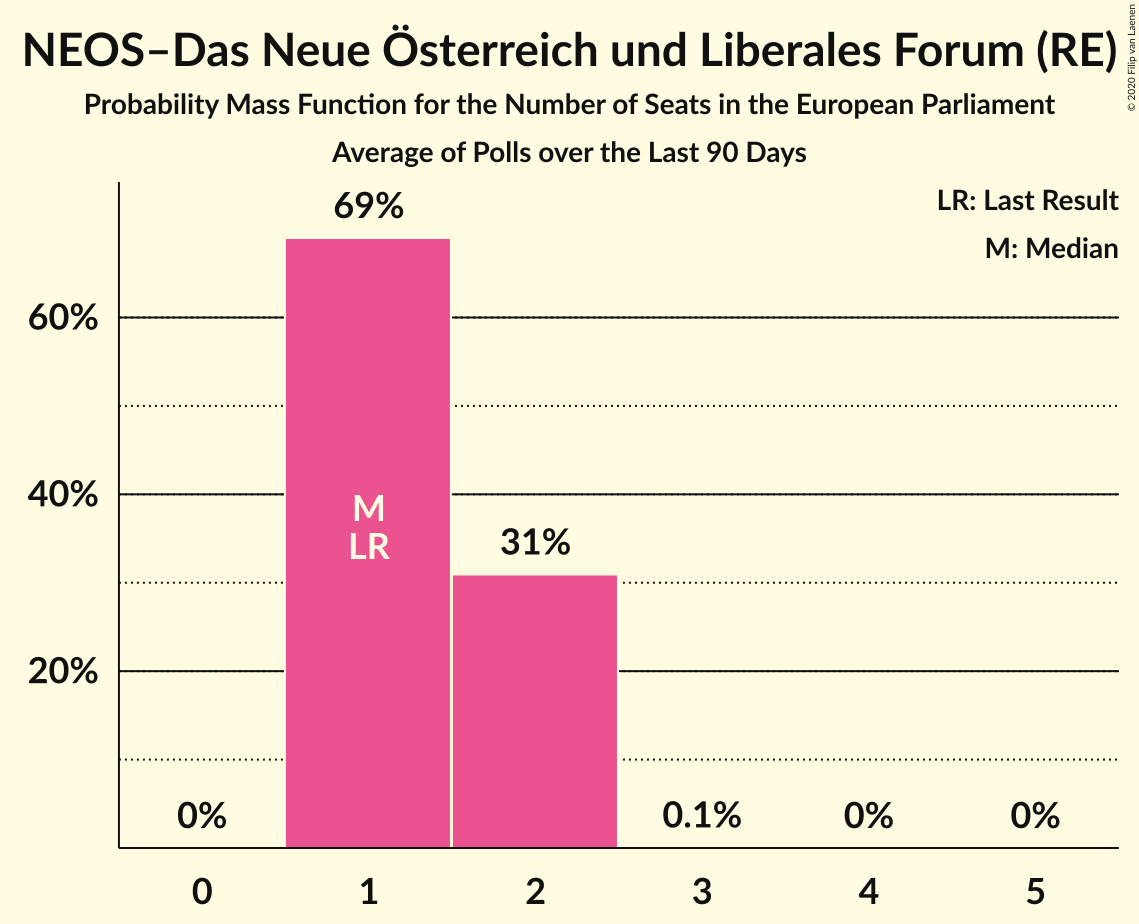 NEOS–Das Neue Österreich und Liberales Forum (RE)
Probability Mass Function for the Number of Seats in the European Parliament
Average of Polls over the Last 90 Days
© 2020 Filip van Laenen
LR: Last Result
M: Median
69%
60%
40%
20%
M
LR
31%
0%
0.1%
0%
0%
0 1 2 3 4 5